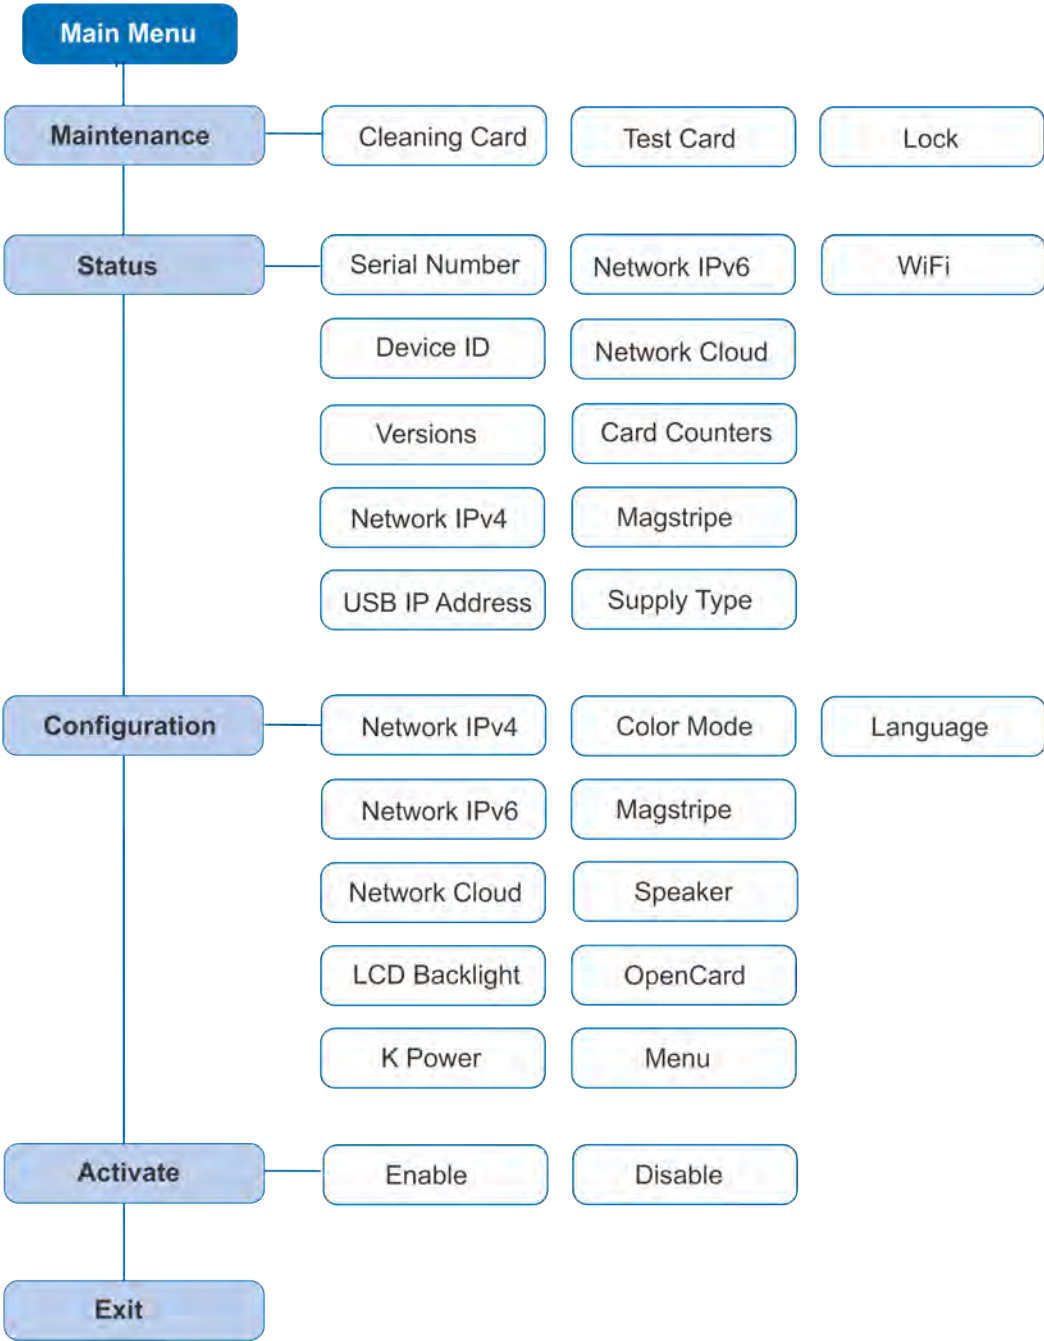 Main Menu
Maintenance
Cleaning Card
Test Card
Lock
Status
Serial Number
Network IPv6
WiFi
Device ID
Network Cloud
Versions
Card Counters
Network IPv4
Magstripe
USB IP Address
Supply Type
Configuration
Network IPv4
Color Mode
Language
Network IPv6
Magstripe
Network Cloud
Speaker
LCD Backlight
OpenCard
K Power
Menu
Activate
Enable
Disable
Exit